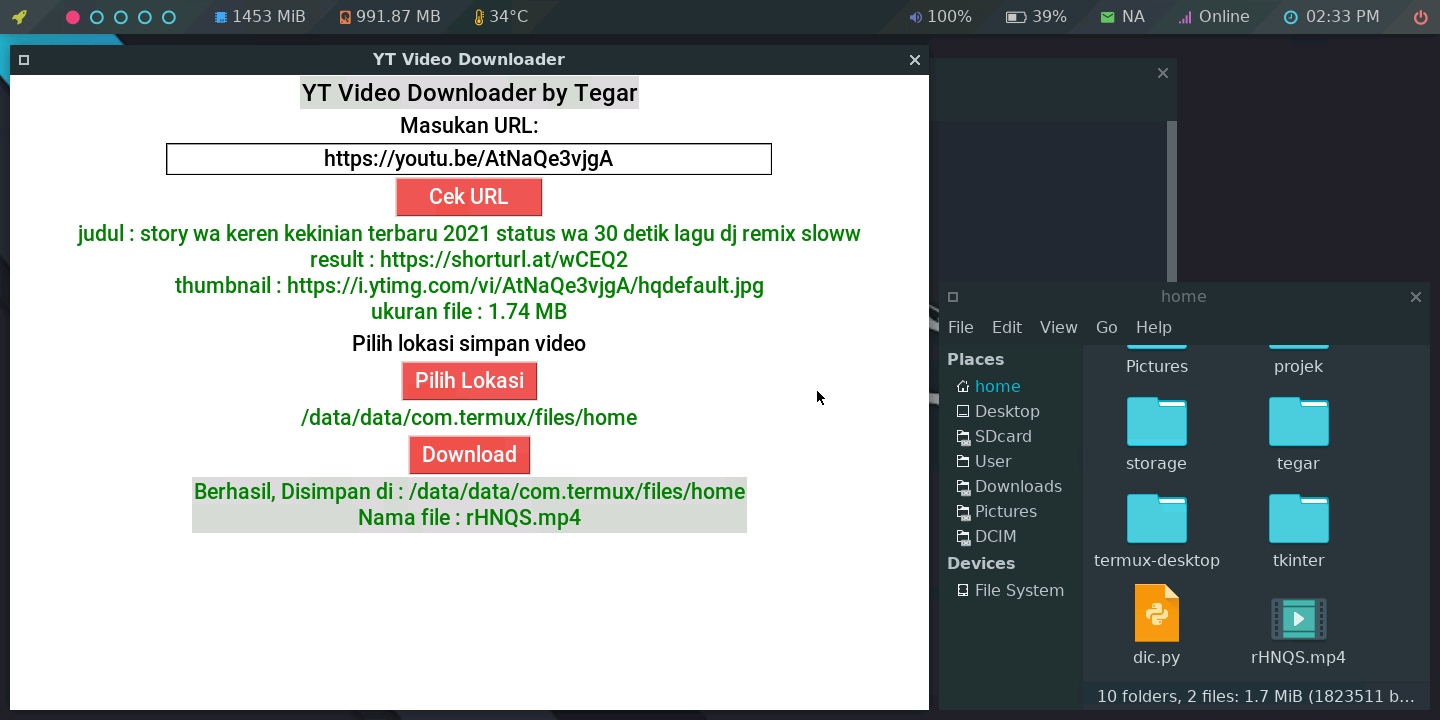 1453 MiB
991.87 MB
34°C
100%
39%
NA
Online
02:33 PM
YT Video Downloader
YT Video Downloader by Tegar
Masukan URL:
https://youtu.be/AtNaQe3vjgA
Cek URL
judul : story wa keren kekinian terbaru 2021 status wa 30 detik lagu dj remix sloww
result : https://shorturl.at/wCEQ2
thumbnail : https://i.ytimg.com/vi/AtNaQe3vjgA/hqdefault.jpg
ukuran file : 1.74 MB
Pilih lokasi simpan video
Pilih Lokasi
/data/data/com.termux/files/home
Download
Berhasil, Disimpan di : /data/data/com.termux/files/home
Nama file : rHNQS.mp4
home
File Edit View Go Help
Places
home
Desktop
SDcard
User
Downloads
Pictures
DCIM
Devices
File System
Pictures
projek
storage
tegar
termux-desktop
tkinter
dic.py
rHNQS.mp4
10 folders, 2 files: 1.7 MiB (1823511 b...